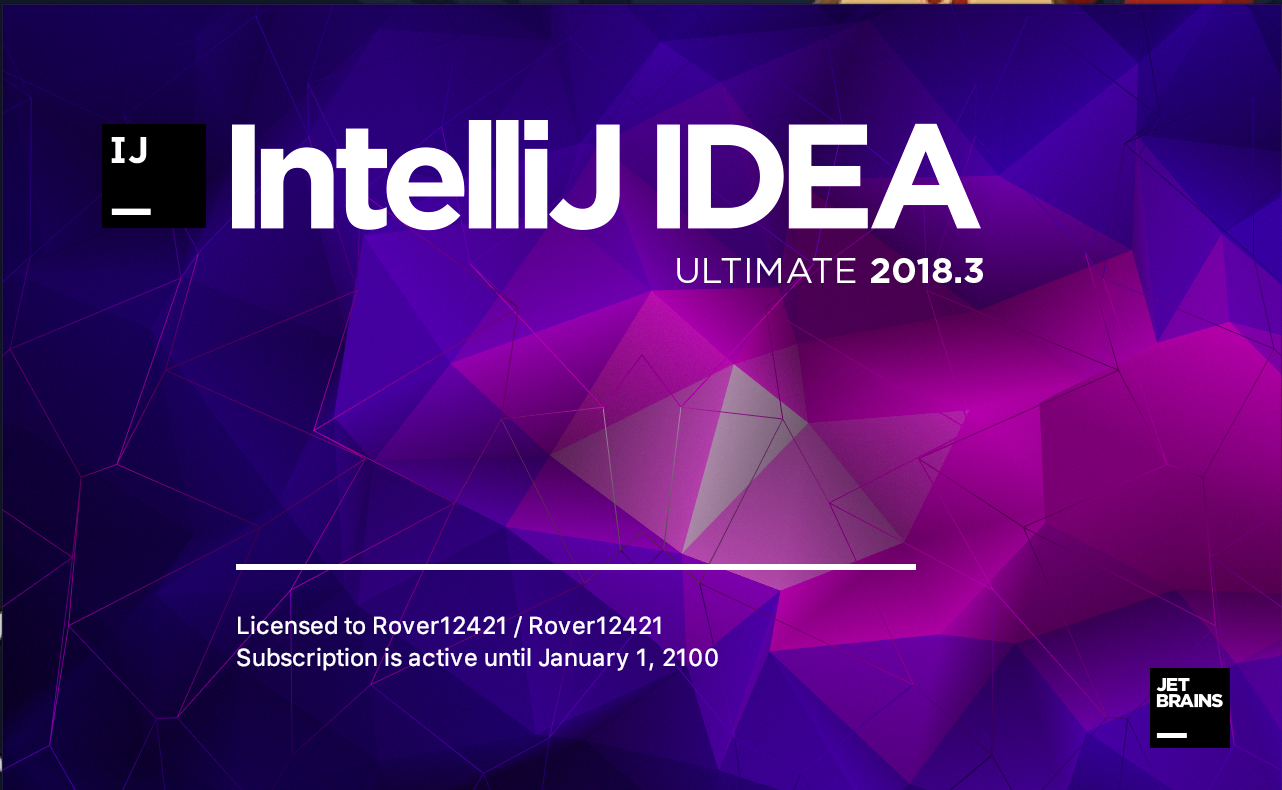 IJ
IntelliJ IDEA
ULTIMATE 2018.3
Licensed to Rover12421 / Rover12421
Subscription is active until January 1, 2100
JET
BRAINS